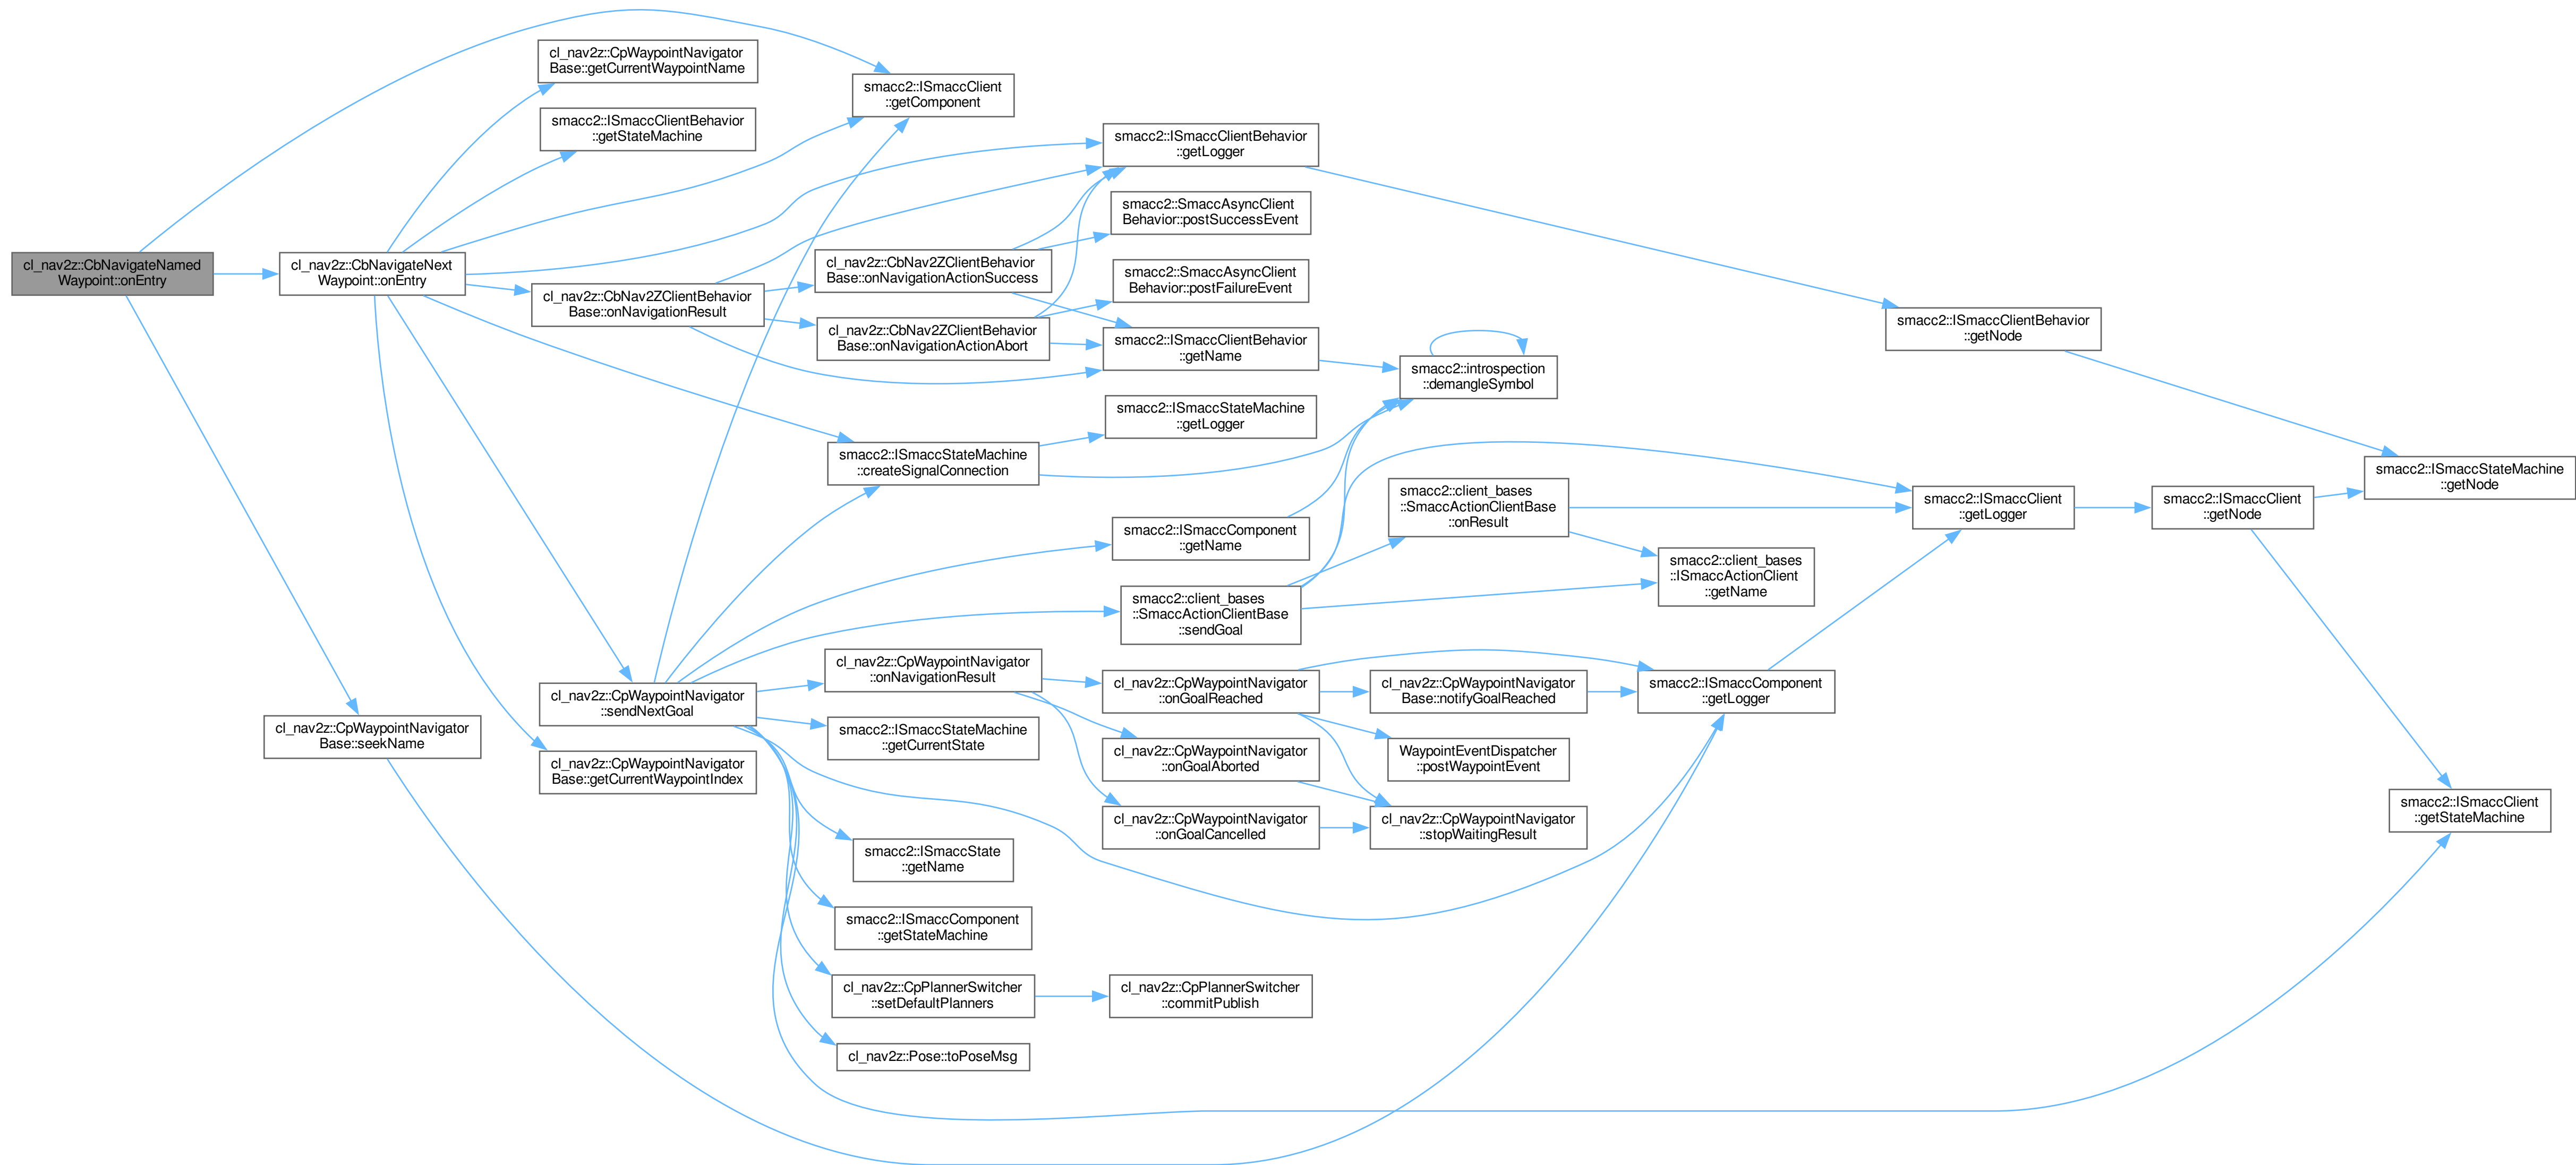 cl_nav2z::CbNavigateNamed
Waypoint::onEntry
cl_nav2z::CbNavigateNext
Waypoint::onEntry
cl_nav2z::CpWaypointNavigator
Base::seekName
cl_nav2z::CpWaypointNavigator
Base::getCurrentWaypointName
smacc2::ISmaccClientBehavior
::getStateMachine
cl_nav2z::CbNav2ZClientBehavior
Base::onNavigationResult
cl_nav2z::CpWaypointNavigator
::sendNextGoal
cl_nav2z::CpWaypointNavigator
Base::getCurrentWaypointIndex
smacc2::ISmaccClient
::getComponent
cl_nav2z::CbNav2ZClientBehavior
Base::onNavigationActionSuccess
cl_nav2z::CbNav2ZClientBehavior
Base::onNavigationActionAbort
smacc2::ISmaccStateMachine
::createSignalConnection
cl_nav2z::CpWaypointNavigator
::onNavigationResult
smacc2::ISmaccStateMachine
::getCurrentState
smacc2::ISmaccState
::getName
smacc2::ISmaccComponent
::getStateMachine
cl_nav2z::CpPlannerSwitcher
::setDefaultPlanners
cl_nav2z::Pose::toPoseMsg
smacc2::ISmaccClientBehavior
::getLogger
smacc2::SmaccAsyncClient
Behavior::postSuccessEvent
smacc2::SmaccAsyncClient
Behavior::postFailureEvent
smacc2::ISmaccClientBehavior
::getName
smacc2::ISmaccStateMachine
::getLogger
smacc2::ISmaccComponent
::getName
smacc2::client_bases
::SmaccActionClientBase
::sendGoal
cl_nav2z::CpWaypointNavigator
::onGoalReached
cl_nav2z::CpWaypointNavigator
::onGoalAborted
cl_nav2z::CpWaypointNavigator
::onGoalCancelled
cl_nav2z::CpPlannerSwitcher
::commitPublish
smacc2::introspection
::demangleSymbol
smacc2::client_bases
::SmaccActionClientBase
::onResult
cl_nav2z::CpWaypointNavigator
Base::notifyGoalReached
WaypointEventDispatcher
::postWaypointEvent
cl_nav2z::CpWaypointNavigator
::stopWaitingResult
smacc2::client_bases
::ISmaccActionClient
::getName
smacc2::ISmaccComponent
::getLogger
smacc2::ISmaccClientBehavior
::getNode
smacc2::ISmaccClient
::getLogger
smacc2::ISmaccClient
::getNode
smacc2::ISmaccStateMachine
::getNode
smacc2::ISmaccClient
::getStateMachine